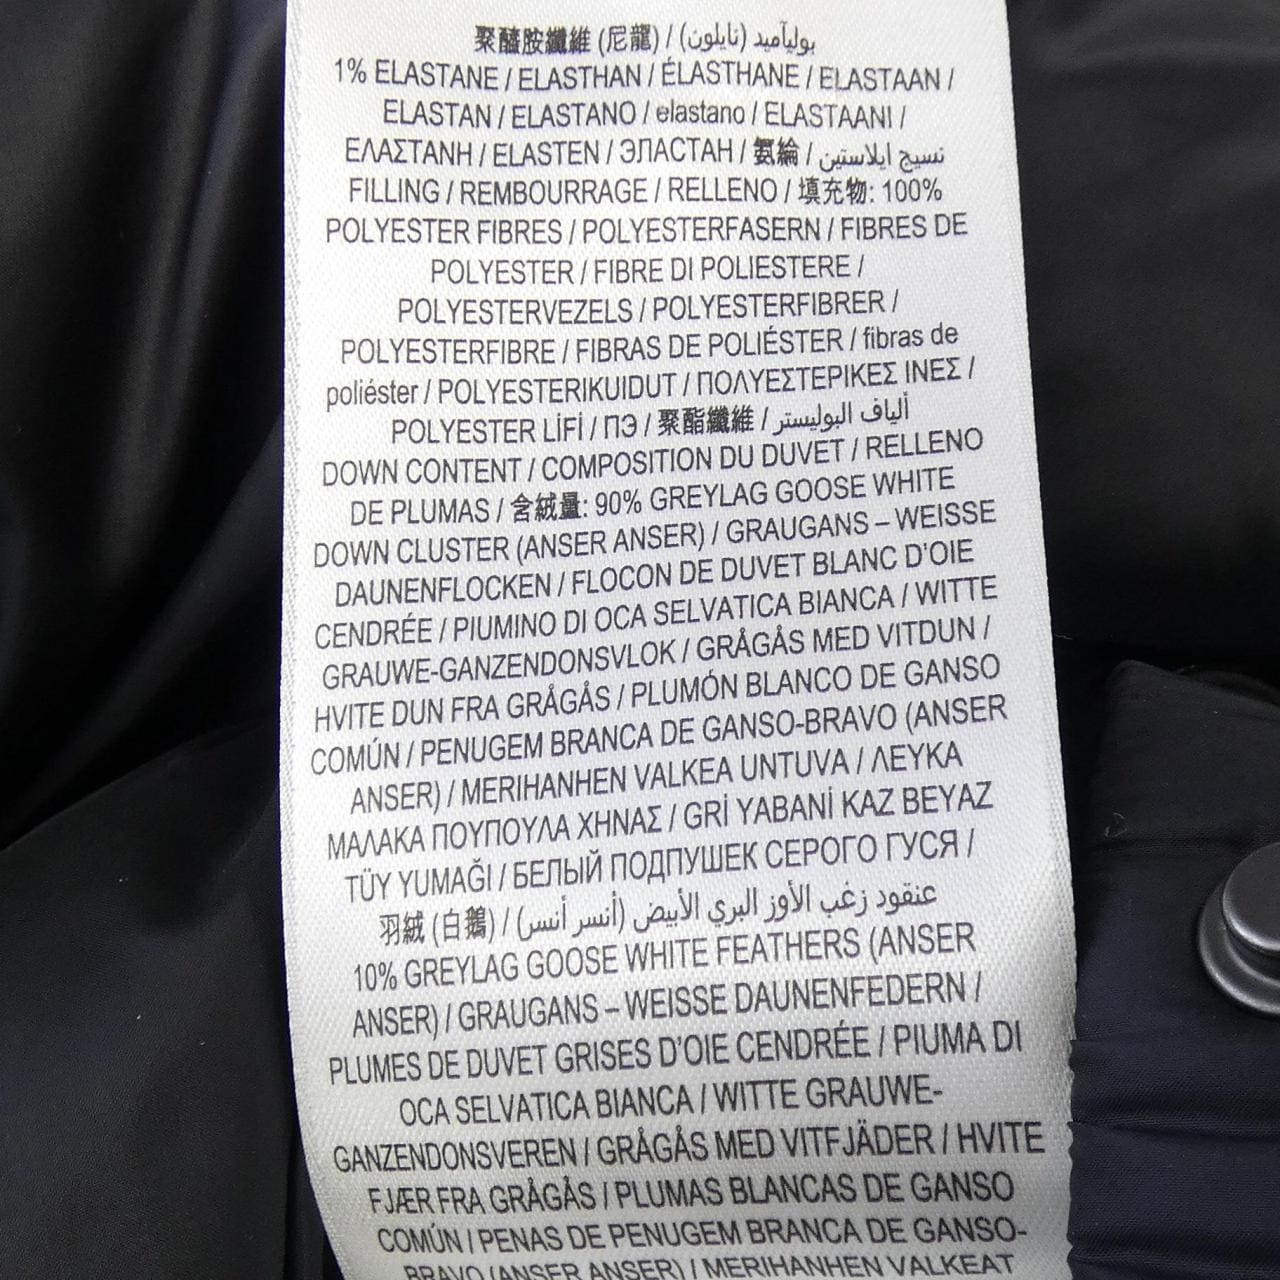 聚醯胺纖維 (尼龍) / بولياميد (نايلون)
1% ELASTANE / ELASTHAN / ÉLASTHANE / ELASTAAN /
ELASTAN / ELASTANO / elastano / ELASTAANI /
ΕΛΑΣΤΑΝΗ / ELASTEN / ЭЛАСТАН / 氨綸 / نسيج ايلاستين
FILLING / REMBOURRAGE / RELLENO / 填充物: 100%
POLYESTER FIBRES / POLYESTERFASERN / FIBRES DE
POLYESTER / FIBRE DI POLIESTERE /
POLYESTERVEZELS / POLYESTERFIBRER /
POLYESTERFIBRE / FIBRAS DE POLIÉSTER / fibras de
poliéster / POLYESTERIKUIDUT / ΠΟΛΥΕΣΤΕΡΙΚΕΣ ΙΝΕΣ /
POLYESTER LİFİ / ПЭ / 聚酯纖維 / ألياف البوليستر
DOWN CONTENT / COMPOSITION DU DUVET / RELLENO
DE PLUMAS / 含絨量: 90% GREYLAG GOOSE WHITE
DOWN CLUSTER (ANSER ANSER) / GRAUGANS – WEISSE
DAUNENFLOCKEN / FLOCON DE DUVET BLANC D'OIE
CENDRÉE / PIUMINO DI OCA SELVATICA BIANCA / WITTE
GRAUWE-GANZENDONSVLOK / GRÅGÅS MED VITDUN /
HVITE DUN FRA GRÅGÅS / PLUMÓN BLANCO DE GANSO
COMÚN / PENUGEM BRANCA DE GANSO-BRAVO (ANSER
ANSER) / MERIHANHEN VALKEA UNTUVA / ΛΕΥΚΑ
ΜΑΛΑΚΑ ΠΟΥΠΟΥΛΑ ΧΗΝΑΣ / GRİ YABANİ KAZ BEYAZ
TÜY YUMAĞI / БЕЛЫЙ ПОДПУШЕК СЕРОГО ГУСЯ /
羽絨 (白鵝) / عنقود زغب الأوز البري الأبيض (أنسر أنسر)
10% GREYLAG GOOSE WHITE FEATHERS (ANSER
ANSER) / GRAUGANS – WEISSE DAUNENFEDERN /
PLUMES DE DUVET GRISES D'OIE CENDRÉE / PIUMA DI
OCA SELVATICA BIANCA / WITTE GRAUWE-
GANZENDONSVEREN / GRÅGÅS MED VITFJÄDER / HVITE
FJÆR FRA GRÅGÅS / PLUMAS BLANCAS DE GANSO
COMÚN / PENAS DE PENUGEM BRANCA DE GANSO-
BRAVO (ANSER ANSER) / MERIHANHEN VALKEAT